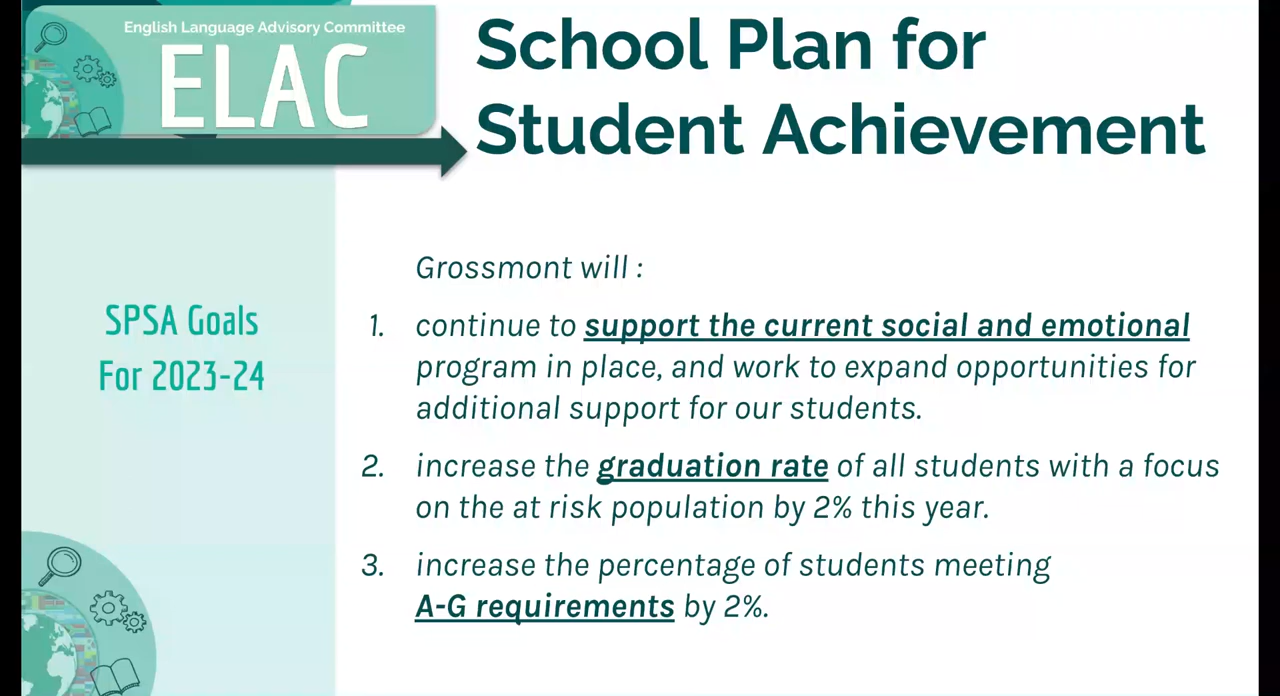 English Language Advisory Committee
ELAC
School Plan for
Student Achievement
SPSA Goals
For 2023-24
Grossmont will :
1. continue to support the current social and emotional
program in place, and work to expand opportunities for
additional support for our students.
2. increase the graduation rate of all students with a focus
on the at risk population by 2% this year.
3. increase the percentage of students meeting
A-G requirements by 2%.